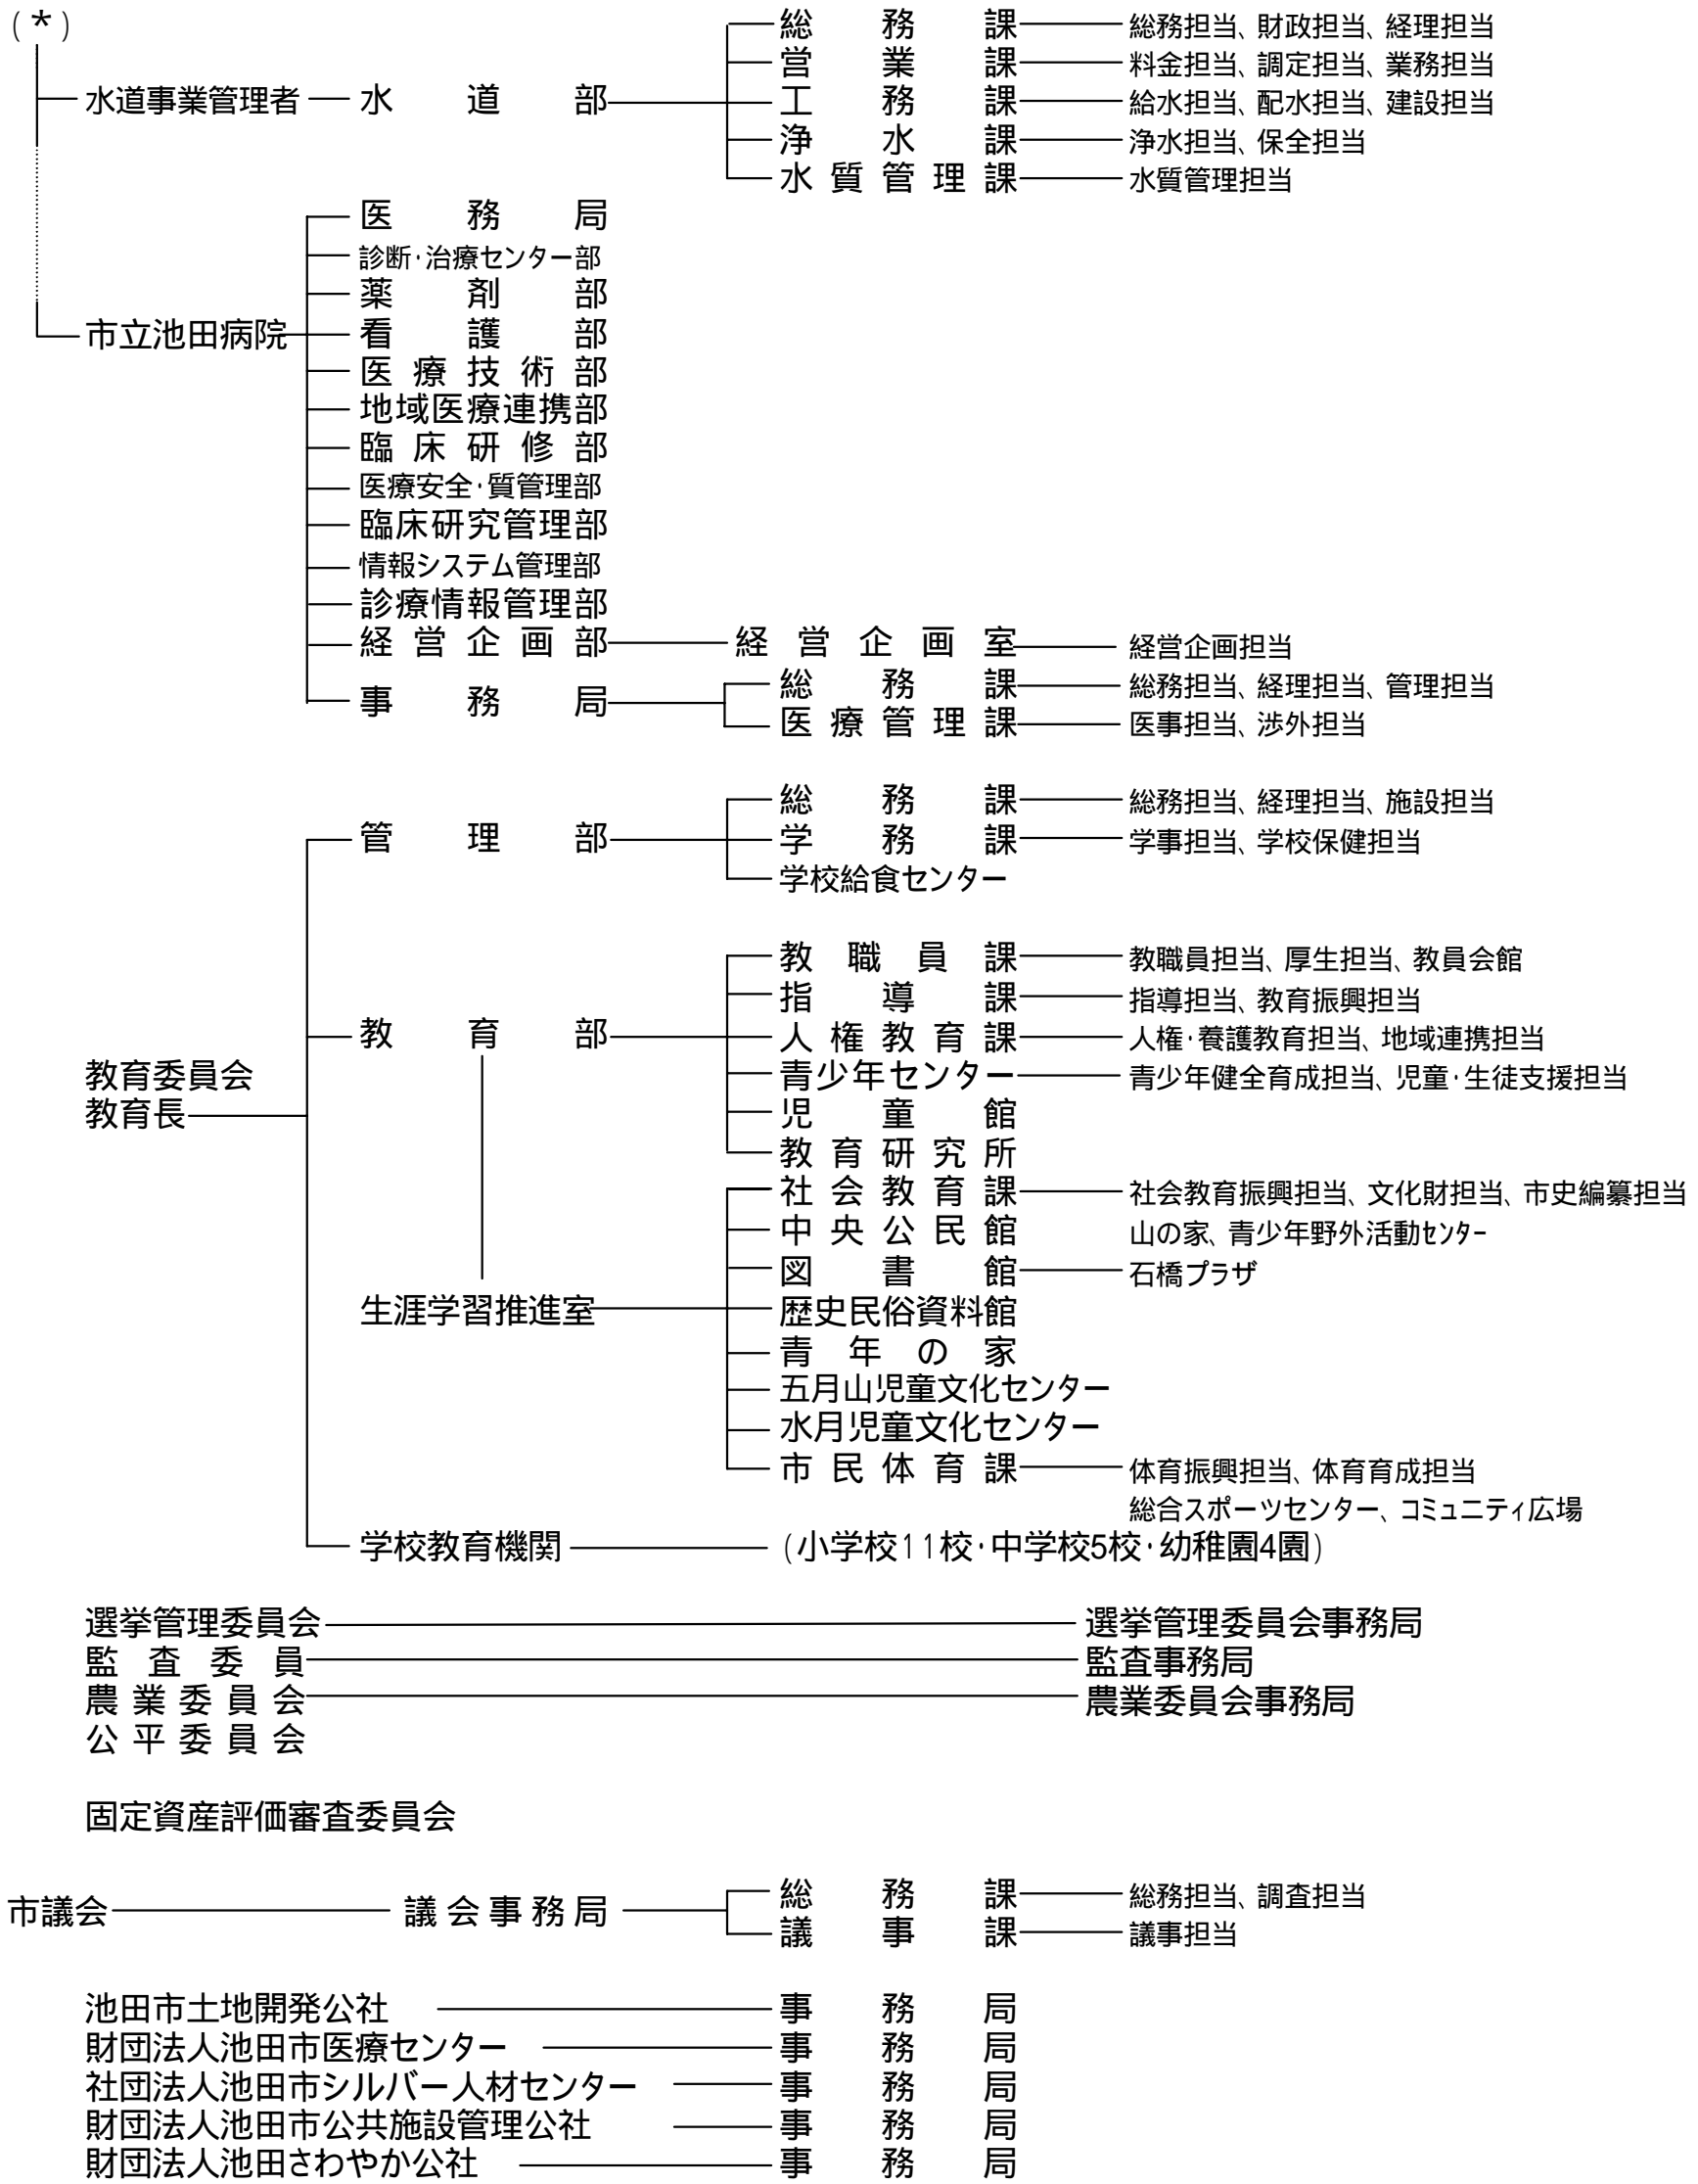 (*)
総務課 総務担当、財政担当、経理担当
営業課 料金担当、調定担当、業務担当
水道事業管理者 水道部 工務課 給水担当、配水担当、建設担当
浄水課 浄水担当、保全担当
水質管理課 水質管理担当
医務局
診断・治療センター部
薬剤部
市立池田病院 看護部
医療技術部
地域医療連携部
臨床研修部
医療安全・質管理部
臨床研究管理部
情報システム管理部
診療情報管理部
経営企画部 経営企画室 経営企画担当
総務課 総務担当、経理担当、管理担当
事務局
医療管理課 医事担当、渉外担当
総務課 総務担当、経理担当、施設担当
管理部 学務課 学事担当、学校保健担当
学校給食センター
教職員課 教職員担当、厚生担当、教員会館
指導課 指導担当、教育振興担当
教育部 人権教育課 人権・養護教育担当、地域連携担当
教育委員会 青少年センター 青少年健全育成担当、児童・生徒支援担当
教育長 児童館
教育研究所
社会教育課 社会教育振興担当、文化財担当、市史編纂担当
中央公民館 山の家、青少年野外活動ｾﾝﾀｰ
図書館 石橋プラザ
生涯学習推進室 歴史民俗資料館
青年の家
五月山児童文化センター
水月児童文化センター
市民体育課 体育振興担当、体育育成担当
総合スポーツセンター、コミュニティ広場
学校教育機関 (小学校11校・中学校5校・幼稚園4園)
選挙管理委員会 選挙管理委員会事務局
監査委員 監査事務局
農業委員会 農業委員会事務局
公平委員会
固定資産評価審査委員会
総務課 総務担当、調査担当
市議会 議会事務局
議事課 議事担当
池田市土地開発公社 事務局
財団法人池田市医療センター 事務局
社団法人池田市シルバー人材センター 事務局
財団法人池田市公共施設管理公社 事務局
財団法人池田さわやか公社 事務局